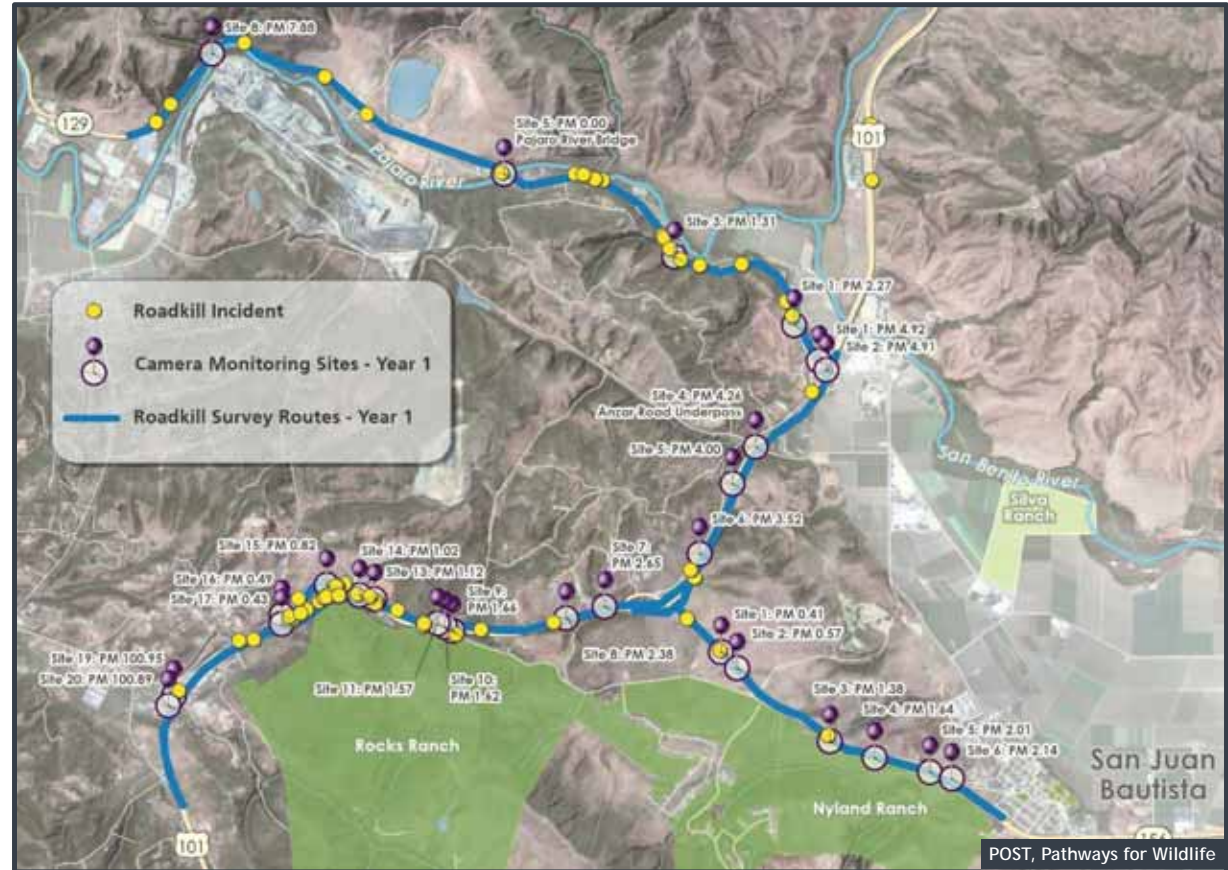 Site 8: PM 7.88
129
101
Site 5: PM 0.00
Pajaro River Bridge
Pajaro River
Site 3: PM 1.31
Roadkill Incident
Camera Monitoring Sites - Year 1
Roadkill Survey Routes - Year 1
Site 1: PM 2.27
Site 1: PM 4.92
Site 2: PM 4.91
Site 4: PM 4.26
Anzar Road Underpass
Site 5: PM 4.00
San Benito River
Silva
Ranch
Site 6: PM 3.52
Site 15: PM 0.82
Site 14: PM 1.02
Site 13: PM 1.12
Site 7:
PM 2.65
Site 16: PM 0.49
Site 17: PM 0.43
Site 9:
PM 1.66
Site 1: PM 0.41
Site 2: PM 0.57
Site 8: PM 2.38
Site 19: PM 100.95
Site 20: PM 100.89
Site 11: PM 1.57
Site 10:
PM 1.62
Site 3: PM 1.38
Site 4: PM 1.64
Site 5: PM 2.01
Site 6: PM 2.14
Rocks Ranch
Nyland Ranch
San Juan
Bautista
101
156
POST, Pathways for Wildlife